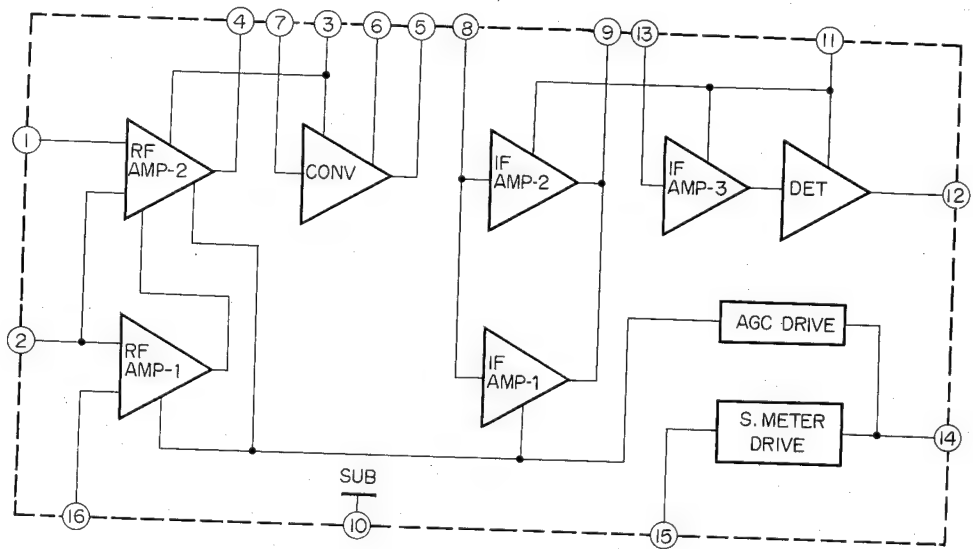 4
7
3
6
5
8
9
13
11
1
RF
AMP-2
CONV
IF
AMP-2
IF
AMP-3
DET
12
2
RF
AMP-1
IF
AMP-1
AGC DRIVE
S. METER
DRIVE
14
SUB
16
10
15